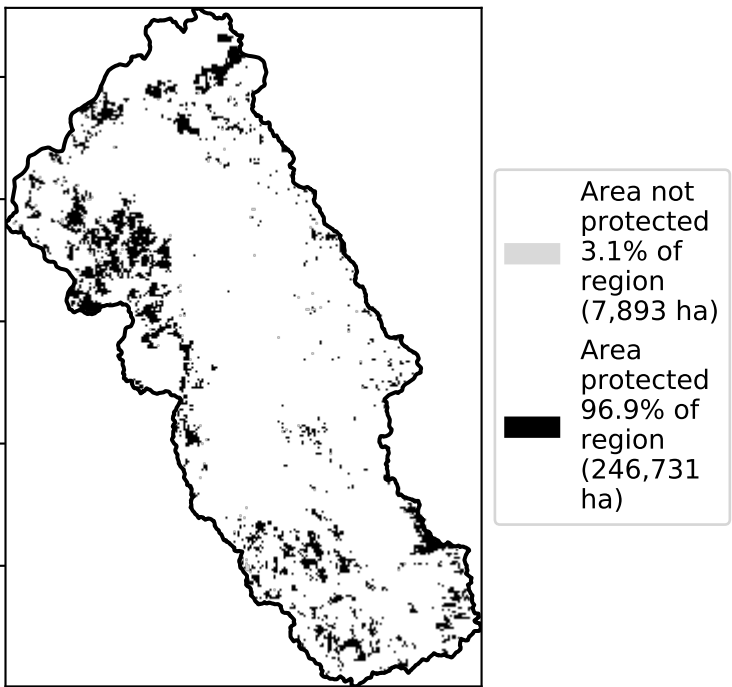 Area not
protected
3.1% of
region
(7,893 ha)
Area
protected
96.9% of
region
(246,731
ha)